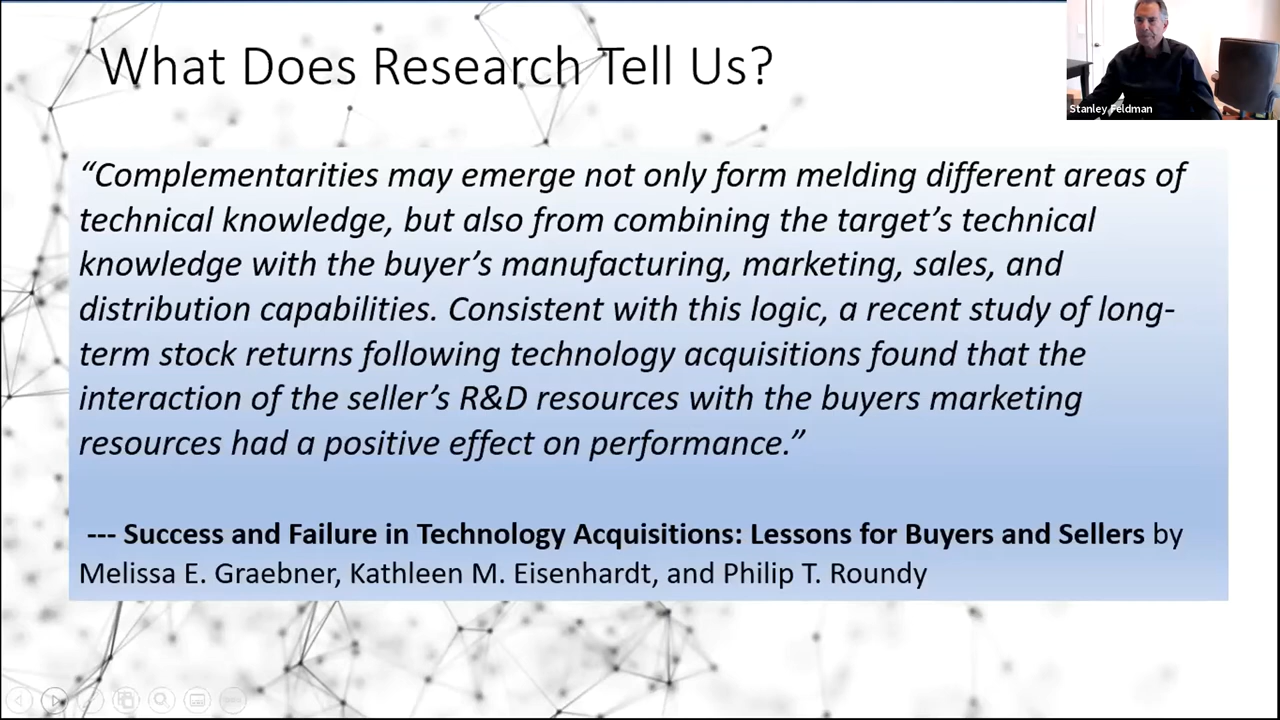 What Does Research Tell Us?
Stanley Feldman
“Complementarities may emerge not only form melding different areas of
technical knowledge, but also from combining the target’s technical
knowledge with the buyer’s manufacturing, marketing, sales, and
distribution capabilities. Consistent with this logic, a recent study of long-
term stock returns following technology acquisitions found that the
interaction of the seller’s R&D resources with the buyers marketing
resources had a positive effect on performance.”
--- Success and Failure in Technology Acquisitions: Lessons for Buyers and Sellers by
Melissa E. Graebner, Kathleen M. Eisenhardt, and Philip T. Roundy